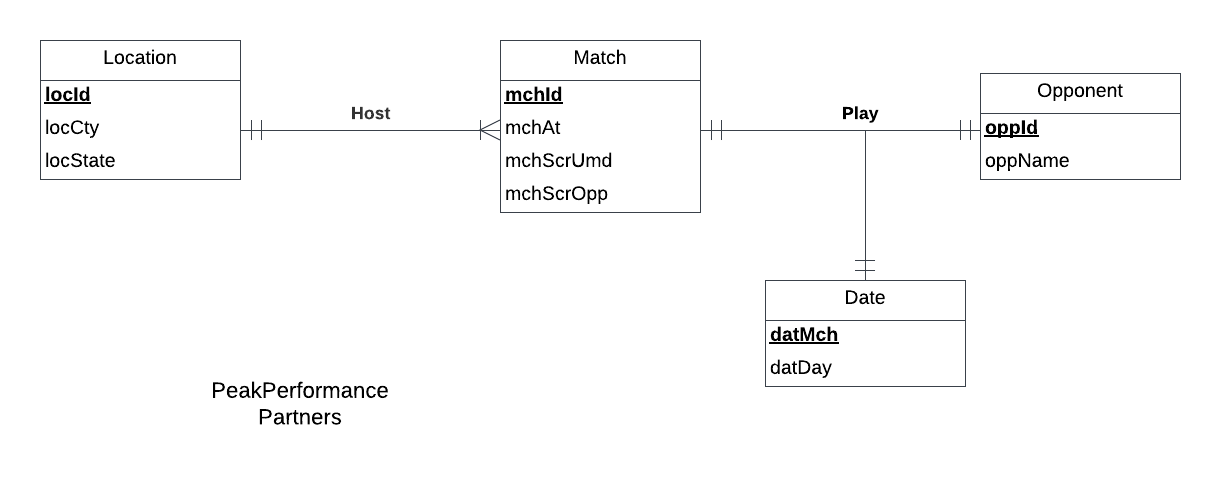 Location
locId
locCty
locState
Host
Match
mchId
mchAt
mchScrUmd
mchScrOpp
Play
Opponent
oppId
oppName
Date
datMch
datDay
PeakPerformance
Partners